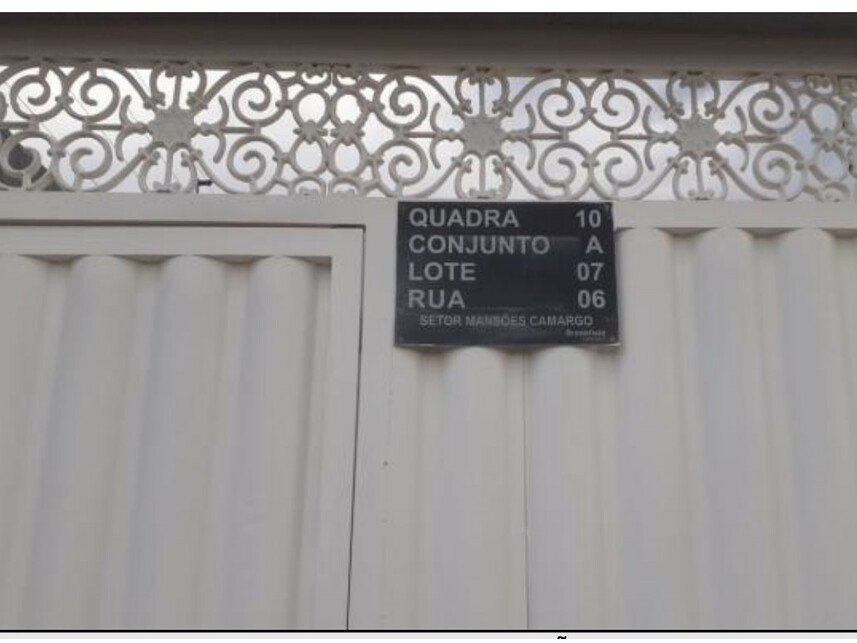 QUADRA 10
CONJUNTO A
LOTE 07
RUA 06
SETOR MANSÕES CAMARGO